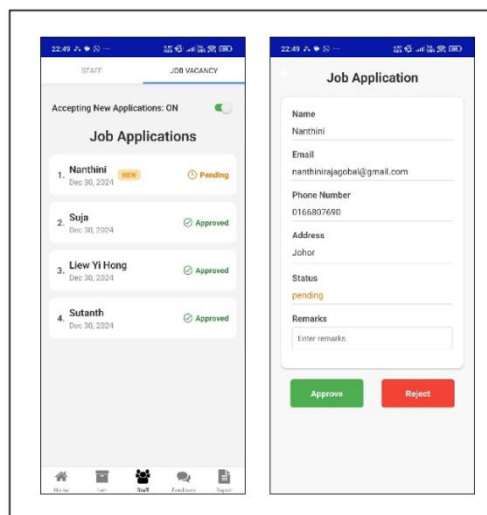 22:49
STAFF
JOB VACANCY
Accepting New Applications: ON
Job Applications
1. Nanthini NEW
Dec 30, 2024
Pending
2. Suja
Dec 30, 2024
Approved
3. Liew Yi Hong
Dec 30, 2024
Approved
4. Sutanth
Dec 30, 2024
Approved
Home
Staff
Feedback
Report
22:49
Job Application
Name
Nanthini
Email
nanthinirajagobal@gmail.com
Phone Number
0166807690
Address
Johor
Status
pending
Remarks
Enter remarks
Approve
Reject